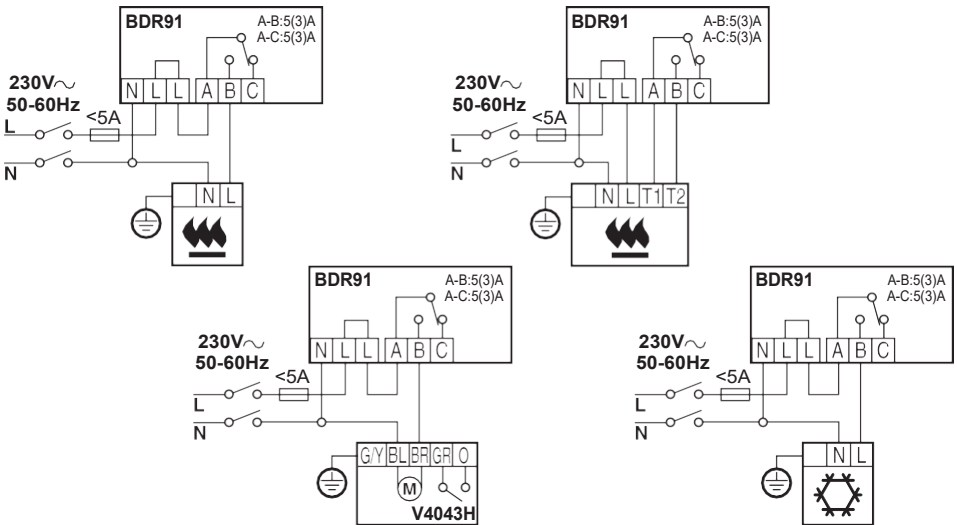 BDR91
A-B:5(3)A
A-C:5(3)A
230V~
50-60Hz
N L L A B C
<5A
L
N
N L
BDR91
A-B:5(3)A
A-C:5(3)A
230V~
50-60Hz
N L L A B C
<5A
L
N
N L T1 T2
BDR91
A-B:5(3)A
A-C:5(3)A
230V~
50-60Hz
N L L A B C
<5A
L
N
G/Y BL BR GR O
M
V4043H
BDR91
A-B:5(3)A
A-C:5(3)A
230V~
50-60Hz
N L L A B C
<5A
L
N
N L